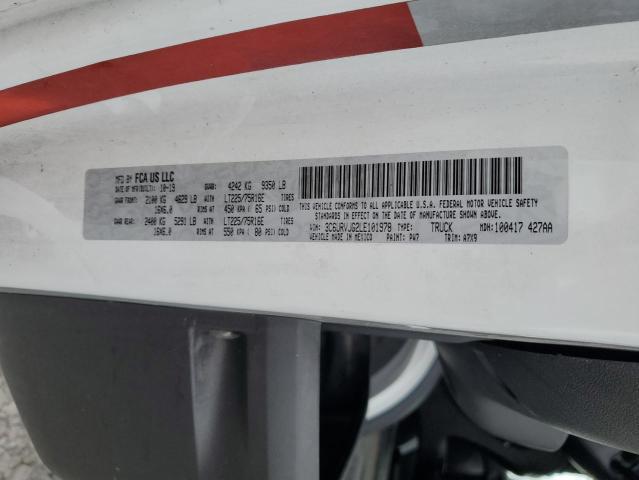 MFD BY FCA US LLC
DATE OF MFR(BUILT): 10-19 GVWR: 4242 KG 9350 LB
GAWR FRONT: 2100 KG 4629 LB WITH LT225/75R16E TIRES
16X6.0 RIMS AT 450 KPA ( 65 PSI) COLD
GAWR REAR: 2400 KG 5291 LB WITH LT225/75R16E TIRES
16X6.0 RIMS AT 550 KPA ( 80 PSI) COLD
THIS VEHICLE CONFORMS TO ALL APPLICABLE U.S.A. FEDERAL MOTOR VEHICLE SAFETY
STANDARDS IN EFFECT ON THE DATE OF MANUFACTURE SHOWN ABOVE.
VIN: 3C6URVJG2LE101978 TYPE: TRUCK MDH: 100417 427AA
VEHICLE MADE IN MEXICO PAINT: PW7 TRIM: A7X9